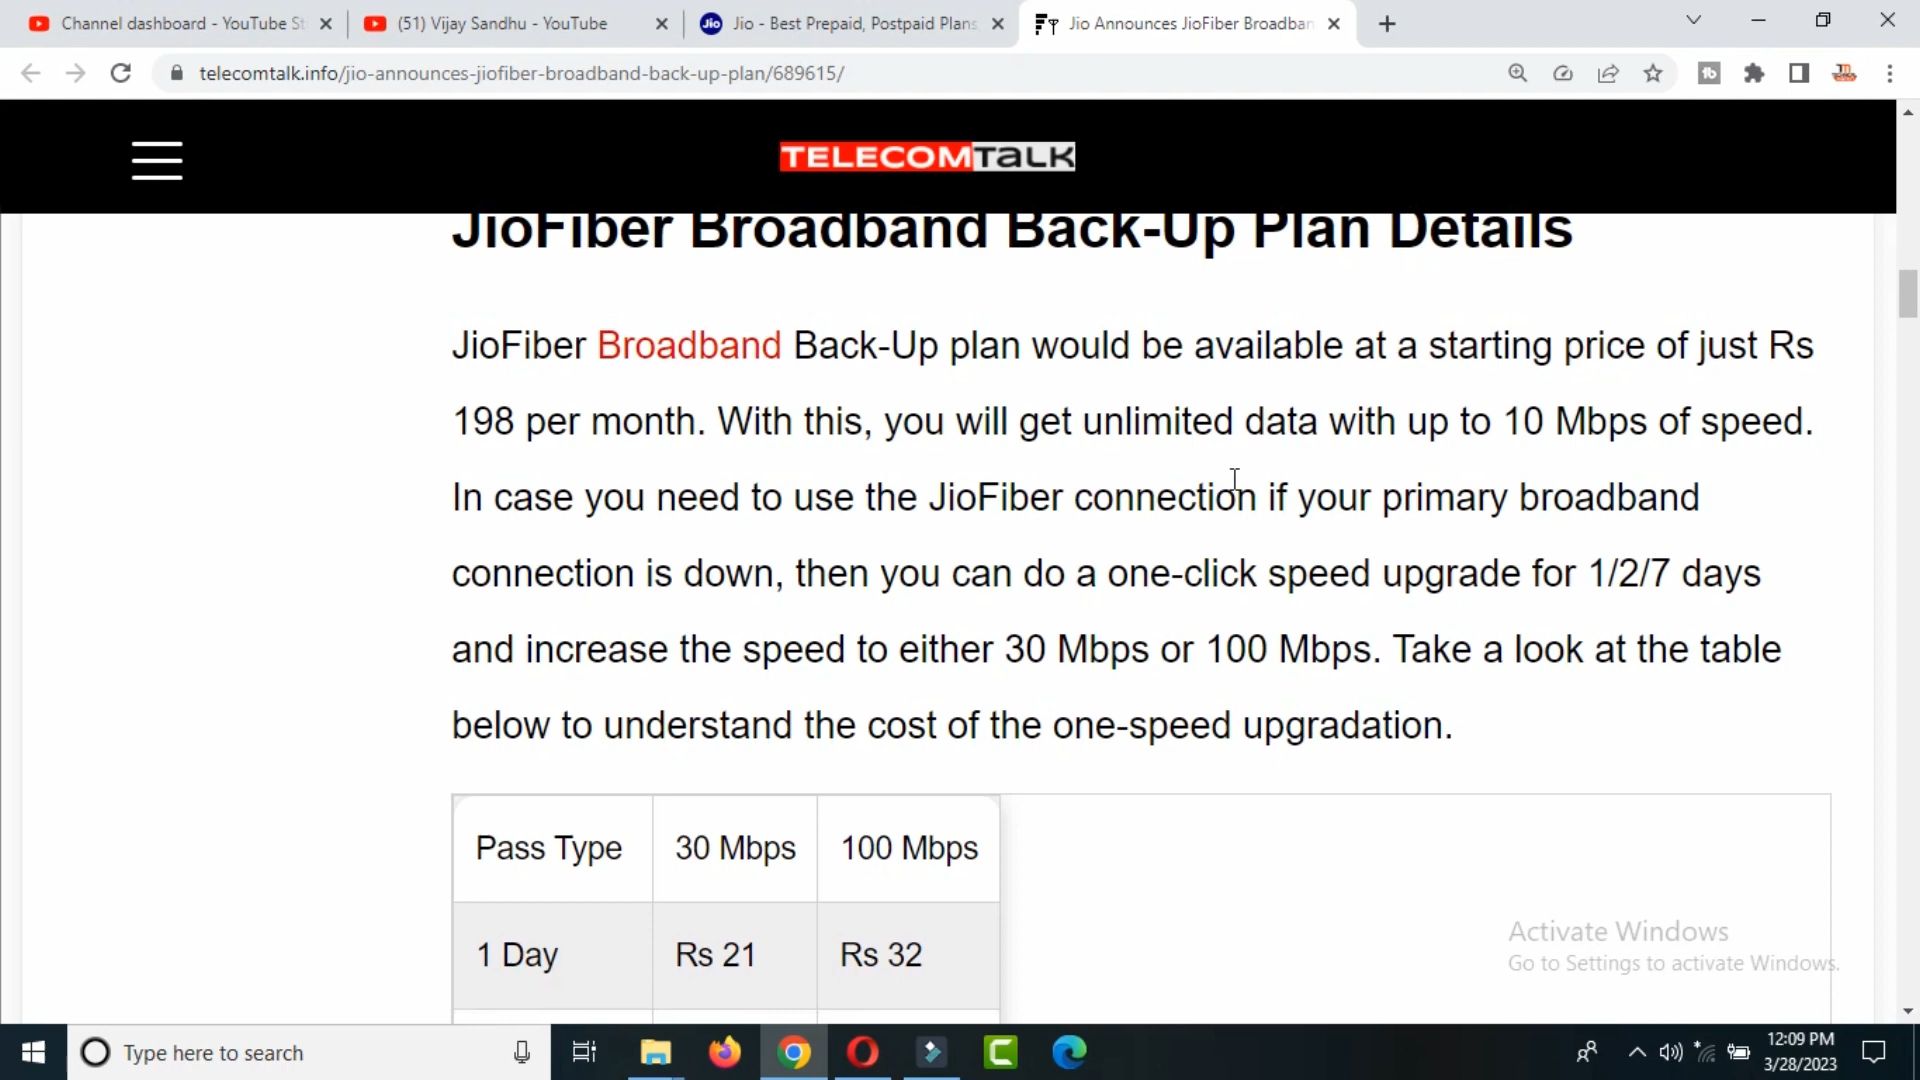 Channel dashboard - YouTube St
(51) Vijay Sandhu - YouTube
Jio
Jio - Best Prepaid, Postpaid Plans
Jio Announces JioFiber Broadban
telecomtalk.info/jio-announces-jiofiber-broadband-back-up-plan/689615/
TELECOMTALK
JioFiber Broadband Back-Up Plan Details
JioFiber Broadband Back-Up plan would be available at a starting price of just Rs
198 per month. With this, you will get unlimited data with up to 10 Mbps of speed.
In case you need to use the JioFiber connection if your primary broadband
connection is down, then you can do a one-click speed upgrade for 1/2/7 days
and increase the speed to either 30 Mbps or 100 Mbps. Take a look at the table
below to understand the cost of the one-speed upgradation.
Pass Type 30 Mbps 100 Mbps
1 Day Rs 21 Rs 32
Activate Windows
Go to Settings to activate Windows.
Type here to search
12:09 PM
3/28/2023